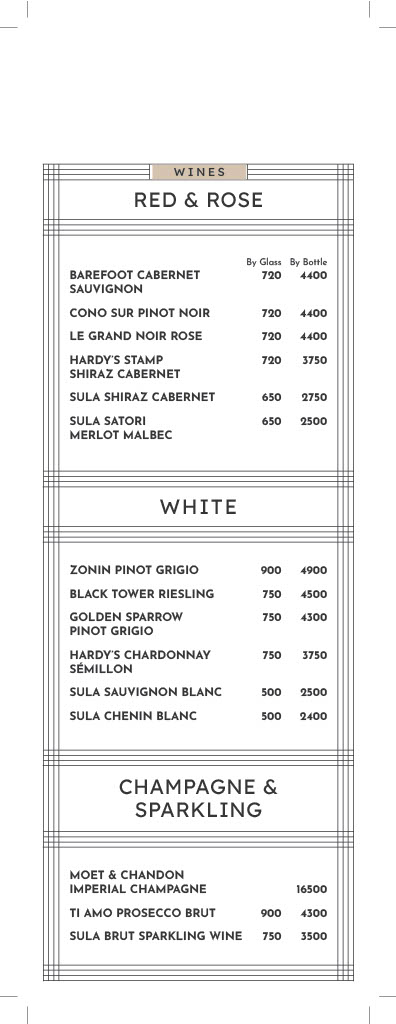 WINES
RED & ROSE
By Glass By Bottle
BAREFOOT CABERNET 720 4400
SAUVIGNON
CONO SUR PINOT NOIR 720 4400
LE GRAND NOIR ROSE 720 4400
HARDY'S STAMP 720 3750
SHIRAZ CABERNET
SULA SHIRAZ CABERNET 650 2750
SULA SATORI 650 2500
MERLOT MALBEC
WHITE
ZONIN PINOT GRIGIO 900 4900
BLACK TOWER RIESLING 750 4500
GOLDEN SPARROW 750 4300
PINOT GRIGIO
HARDY'S CHARDONNAY 750 3750
SÉMILLON
SULA SAUVIGNON BLANC 500 2500
SULA CHENIN BLANC 500 2400
CHAMPAGNE &
SPARKLING
MOET & CHANDON
IMPERIAL CHAMPAGNE 16500
TI AMO PROSECCO BRUT 900 4300
SULA BRUT SPARKLING WINE 750 3500